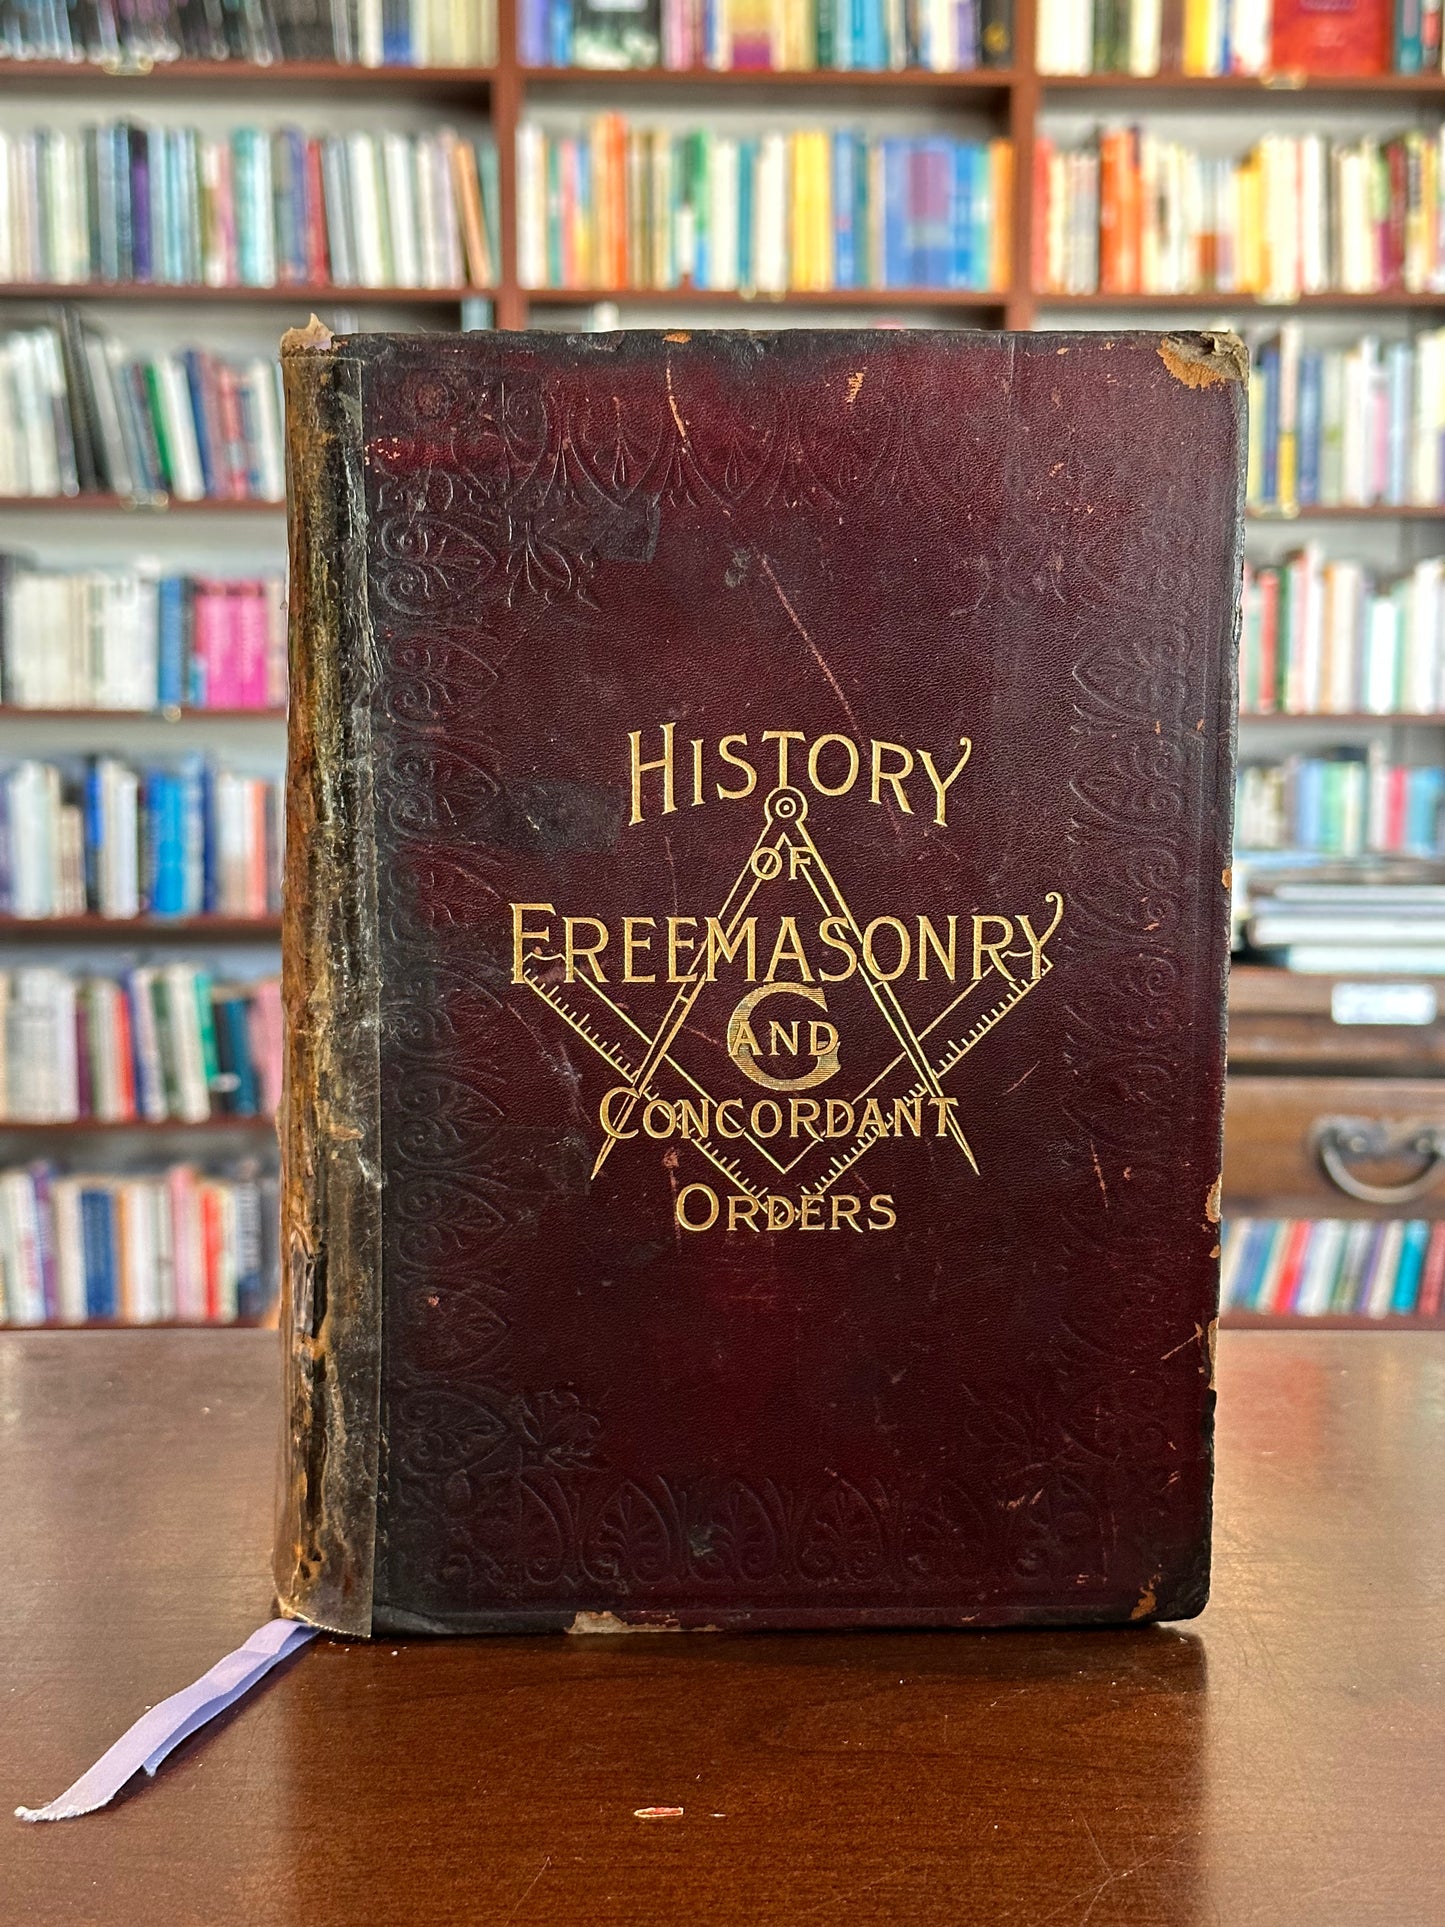 HISTORY
OF
FREEMASONRY
G
AND
CONCORDANT
ORDERS